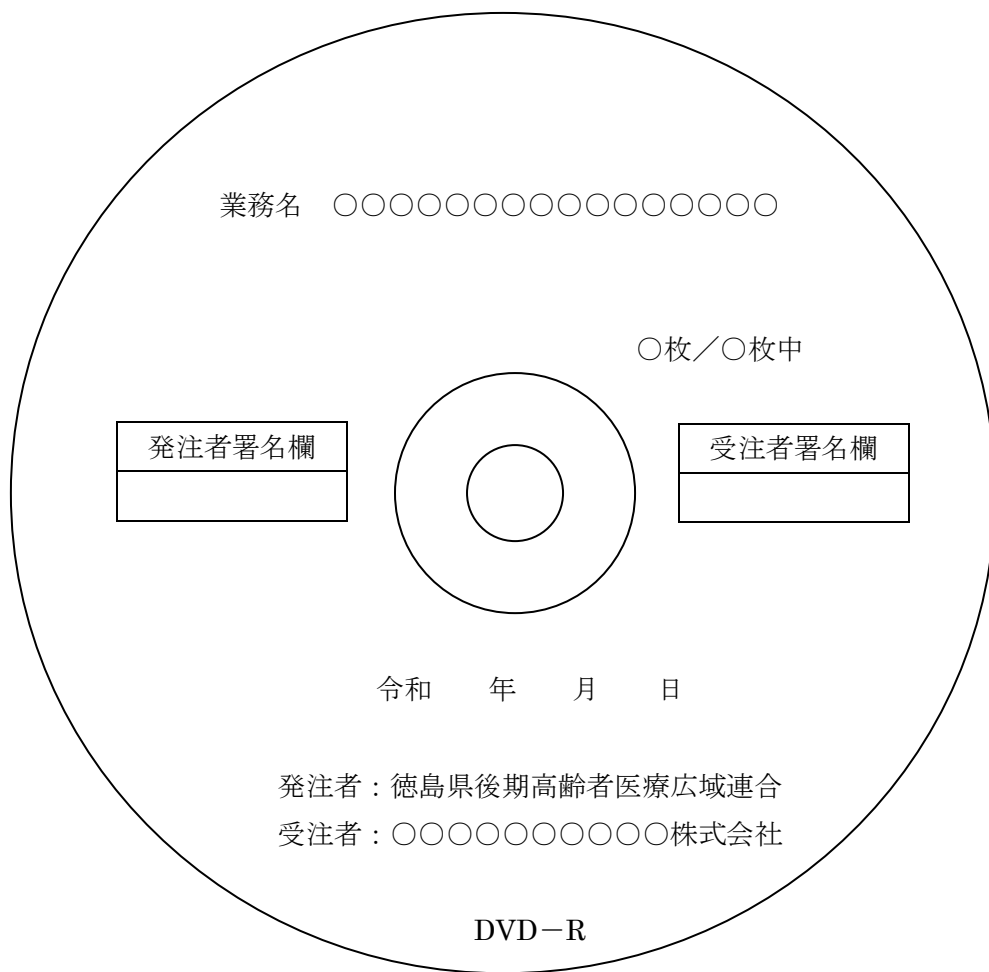 業務名　○○○○○○○○○○○○○○○○
○枚／○枚中
発注者署名欄
受注者署名欄
令和　　年　　月　　日
発注者：徳島県後期高齢者医療広域連合
受注者：○○○○○○○○○○株式会社
DVD－R